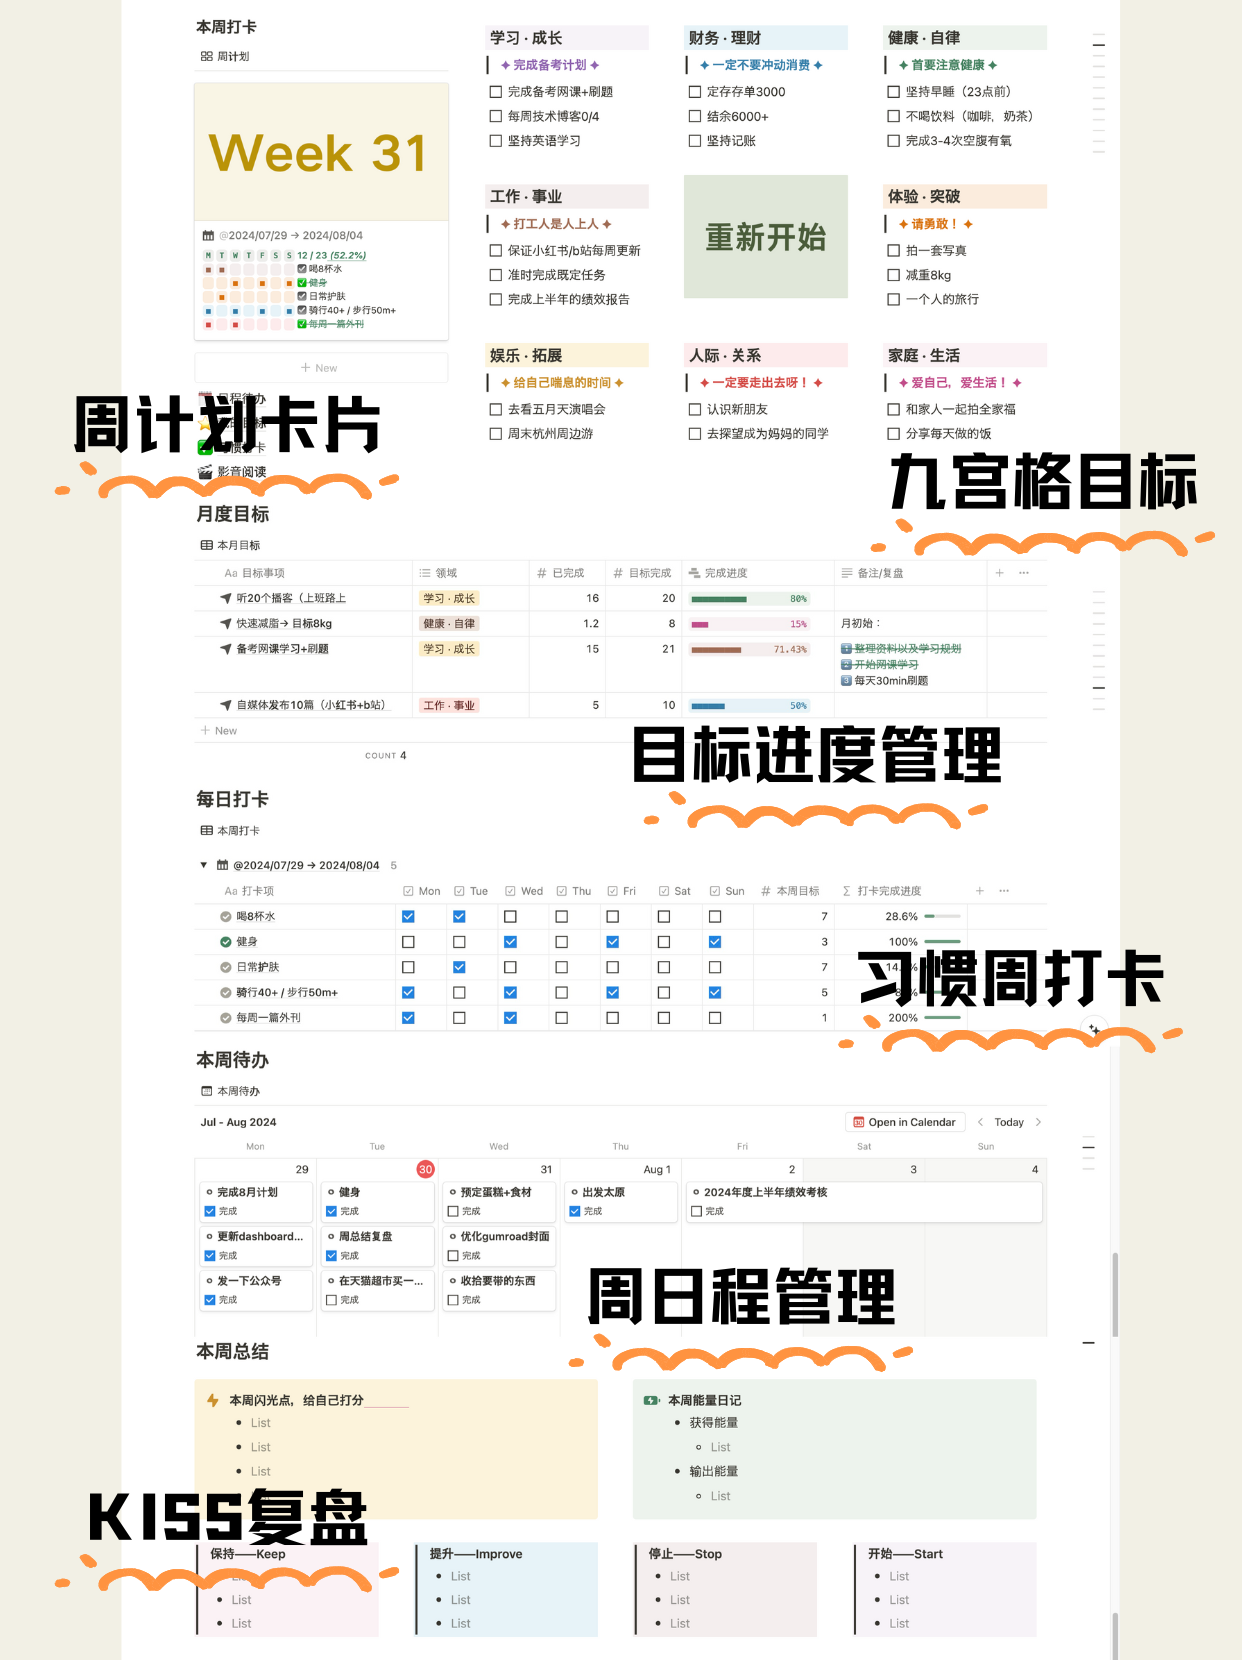 本周打卡
周计划
Week 31
@2024/07/29 → 2024/08/04
M T W T F S S 12 / 23 (52.2%)
喝8杯水
健身
日常护肤
骑行40+ / 步行50m+
每周一篇外刊
+ New
影音阅读
周计划卡片
学习 · 成长
✦ 完成备考计划 ✦
完成备考网课+刷题
每周技术博客0/4
坚持英语学习
财务 · 理财
✦ 一定不要冲动消费 ✦
定存存单3000
结余6000+
坚持记账
健康 · 自律
✦ 首要注意健康 ✦
坚持早睡（23点前）
不喝饮料（咖啡，奶茶）
完成3-4次空腹有氧
工作 · 事业
✦ 打工人是人上人 ✦
保证小红书/b站每周更新
准时完成既定任务
完成上半年的绩效报告
重新开始
体验 · 突破
✦ 请勇敢！ ✦
拍一套写真
减重8kg
一个人的旅行
娱乐 · 拓展
✦ 给自己喘息的时间 ✦
去看五月天演唱会
周末杭州周边游
人际 · 关系
✦ 一定要走出去呀！ ✦
认识新朋友
去探望成为妈妈的同学
家庭 · 生活
✦ 爱自己，爱生活！ ✦
和家人一起拍全家福
分享每天做的饭
九宫格目标
月度目标
本月目标
Aa 目标事项 领域 # 已完成 # 目标完成 完成进度 备注/复盘 + ···
听20个播客（上班路上 学习 · 成长 16 20 80%
快速减脂→ 目标8kg 健康 · 自律 1.2 8 15% 月初始：
备考网课学习+刷题 学习 · 成长 15 21 71.43% 1 整理资料以及学习规划
2 开始网课学习
3 每天30min刷题
自媒体发布10篇（小红书+b站） 工作 · 事业 5 10 50%
+ New
COUNT 4
目标进度管理
每日打卡
本周打卡
@2024/07/29 → 2024/08/04 5
Aa 打卡项 Mon Tue Wed Thu Fri Sat Sun # 本周目标 Σ 打卡完成进度 + ···
喝8杯水 7 28.6%
健身 3 100%
日常护肤 7
骑行40+ / 步行50m+ 5
每周一篇外刊 1 200%
习惯周打卡
本周待办
本周待办
Jul - Aug 2024 Open in Calendar < Today >
Mon Tue Wed Thu Fri Sat Sun
29 30 31 Aug 1 2 3 4
完成8月计划 健身 预定蛋糕+食材 出发太原 2024年度上半年绩效考核
完成 完成 完成 完成 完成
更新dashboard... 周总结复盘 优化gumroad封面
完成 完成 完成
发一下公众号 在天猫超市买一... 收拾要带的东西
完成 完成 完成
周日程管理
本周总结
本周闪光点，给自己打分______
List
List
List
本周能量日记
获得能量
List
输出能量
List
KISS复盘
保持——Keep
List
List
提升——Improve
List
List
List
停止——Stop
List
List
List
开始——Start
List
List
List